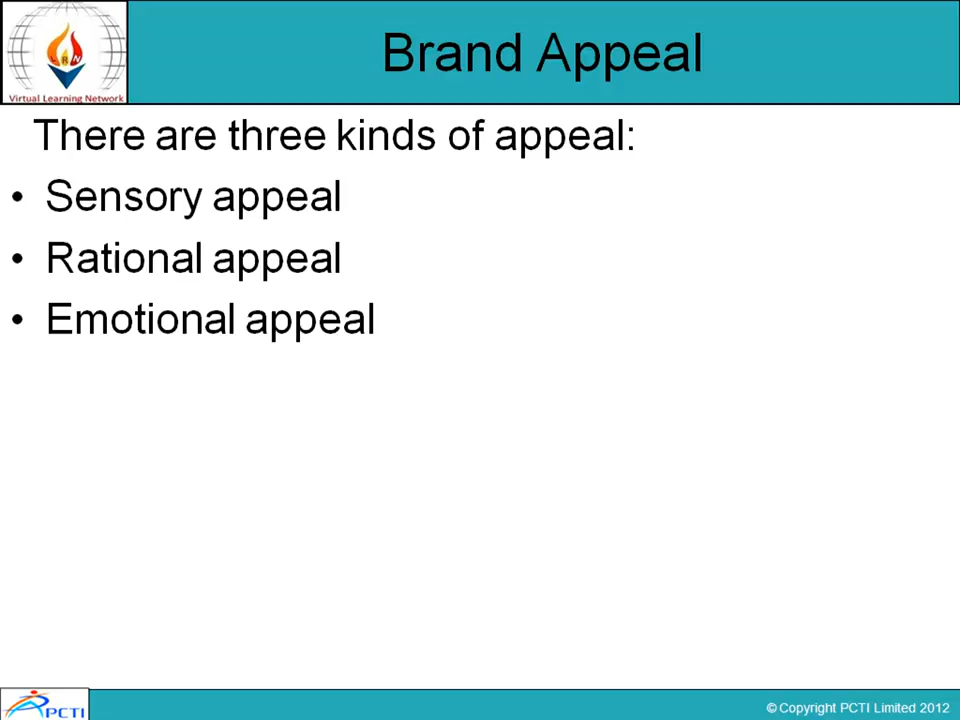 Brand Appeal
Virtual Learning Network
There are three kinds of appeal:
• Sensory appeal
• Rational appeal
• Emotional appeal
PCTI
© Copyright PCTI Limited 2012